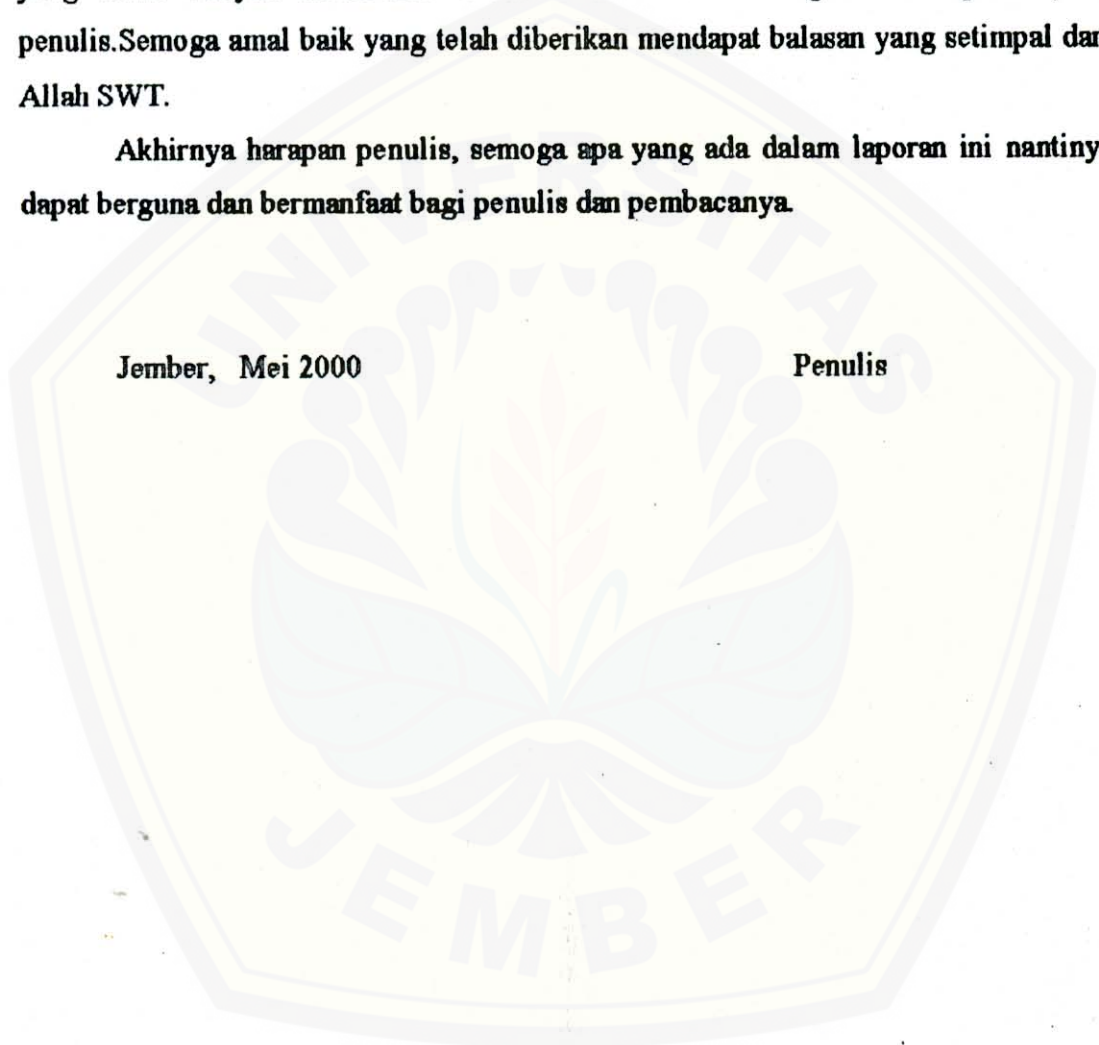 penulis.Semoga amal baik yang telah diberikan mendapat balasan yang setimpal dar
Allah SWT.
Akhirnya harapan penulis, semoga apa yang ada dalam laporan ini nantiny
dapat berguna dan bermanfaat bagi penulis dan pembacanya.
Jember, Mei 2000 Penulis
UNIVERSITAS
JEMBER